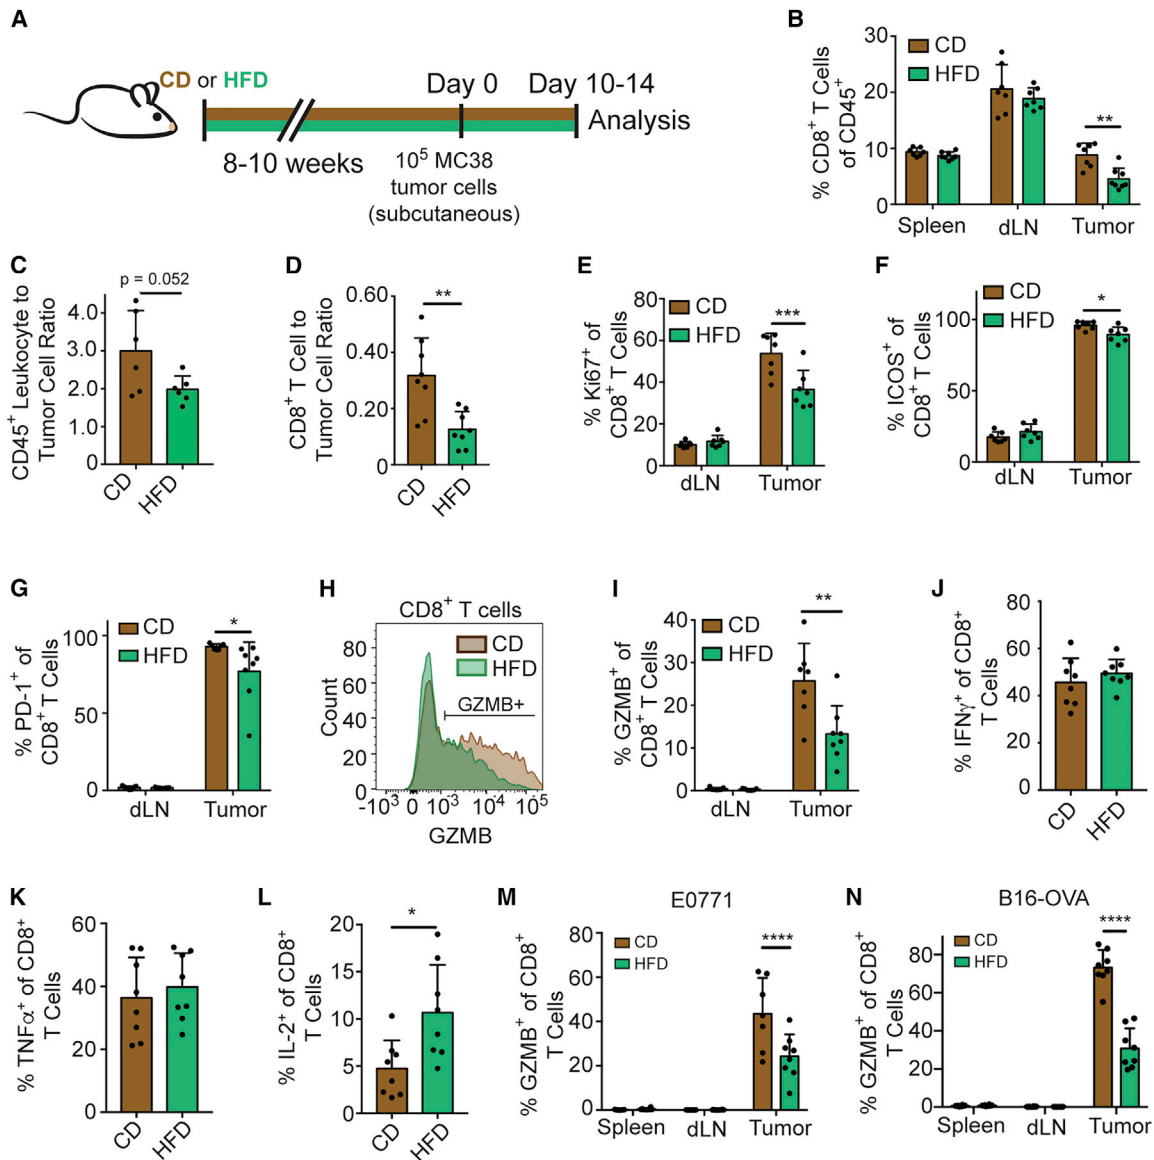 A
CD or HFD
Day 0
Day 10-14
Analysis
8-10 weeks
10⁵ MC38
tumor cells
(subcutaneous)
B
% CD8⁺ T Cells
of CD45⁺
30
20
10
0
CD
HFD
**
Spleen
dLN
Tumor
C
CD45⁺ Leukocyte to
Tumor Cell Ratio
p = 0.052
4.0
3.0
2.0
1.0
0
CD
HFD
D
CD8⁺ T Cell to
Tumor Cell Ratio
0.60
0.40
0.20
0
**
CD
HFD
E
% Ki67⁺ of
CD8⁺ T Cells
80
60
40
20
0
CD
HFD
***
dLN
Tumor
F
% ICOS⁺ of
CD8⁺ T Cells
100
50
0
CD
HFD
*
dLN
Tumor
G
% PD-1⁺ of
CD8⁺ T Cells
100
50
0
CD
HFD
*
dLN
Tumor
H
CD8⁺ T cells
Count
80
60
40
20
0
CD
HFD
GZMB+
-10³ 0 10³ 10⁴ 10⁵
GZMB
I
% GZMB⁺ of
CD8⁺ T Cells
40
30
20
10
0
CD
HFD
**
dLN
Tumor
J
% IFNγ⁺ of CD8⁺
T Cells
80
60
40
20
0
CD
HFD
K
% TNFα⁺ of CD8⁺
T Cells
60
40
20
0
CD
HFD
L
% IL-2⁺ of CD8⁺
T Cells
20
15
10
5
0
*
CD
HFD
M
E0771
% GZMB⁺ of CD8⁺
T Cells
80
60
40
20
0
CD
HFD
****
Spleen
dLN
Tumor
N
B16-OVA
% GZMB⁺ of CD8⁺
T Cells
80
60
40
20
0
CD
HFD
****
Spleen
dLN
Tumor